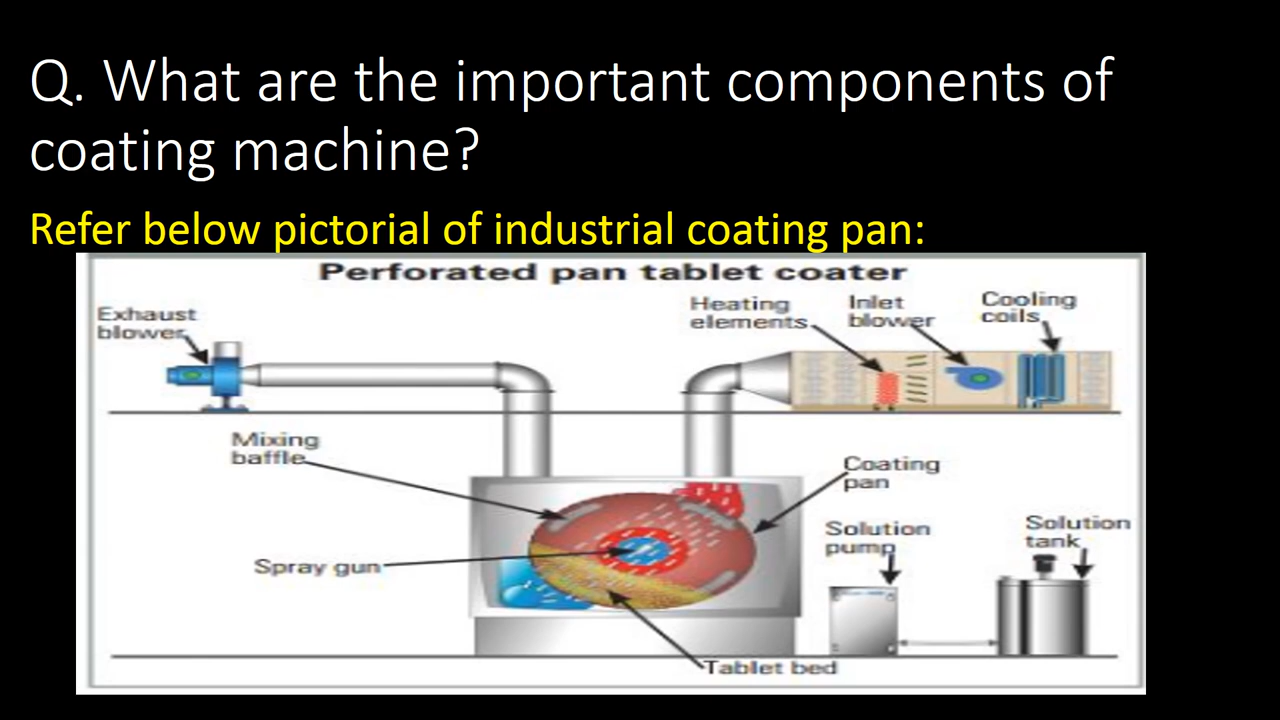 Q. What are the important components of
coating machine?
Refer below pictorial of industrial coating pan:
Perforated pan tablet coater
Exhaust
blower
Heating
elements
Inlet
blower
Cooling
coils
Mixing
baffle
Coating
pan
Spray gun
Solution
pump
Solution
tank
Tablet bed